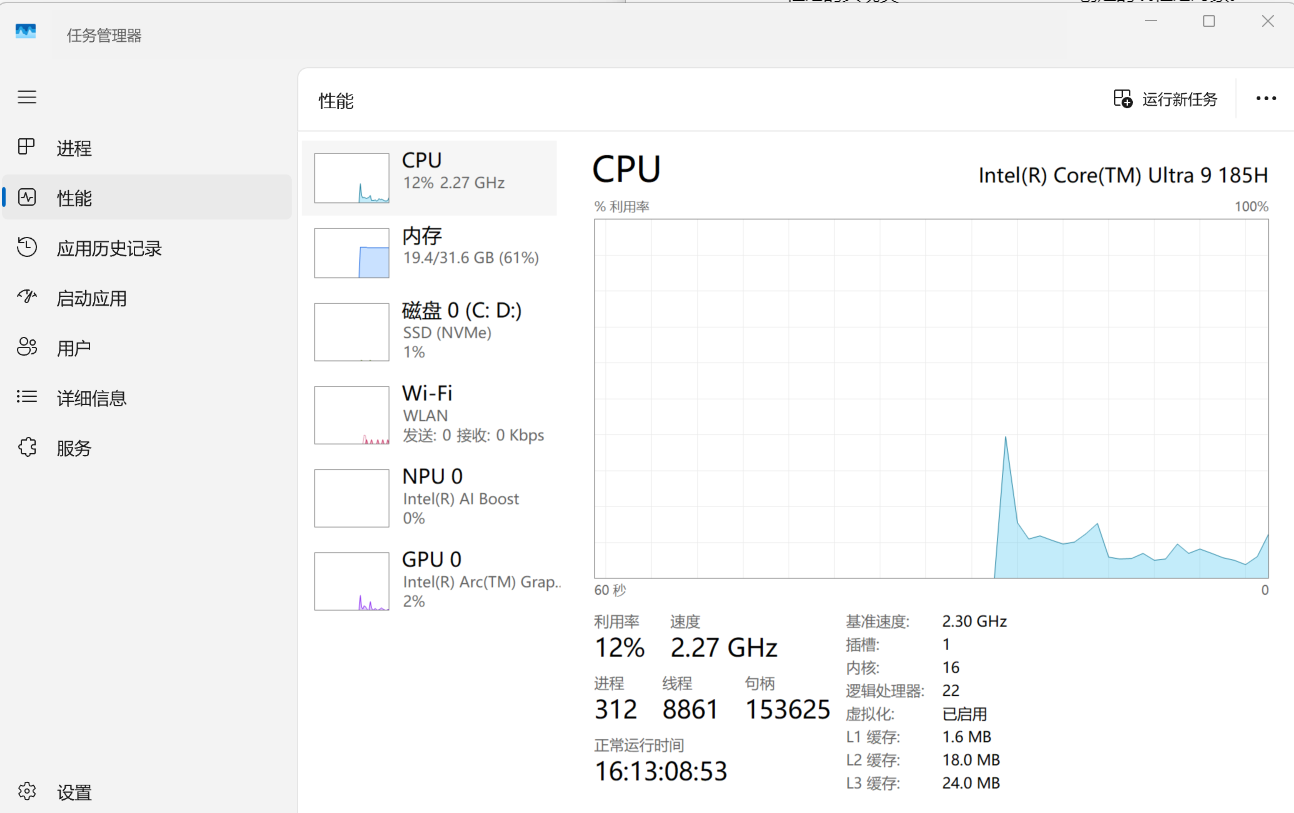 任务管理器
性能
运行新任务
进程
性能
应用历史记录
启动应用
用户
详细信息
服务
设置
CPU
12% 2.27 GHz
内存
19.4/31.6 GB (61%)
磁盘 0 (C: D:)
SSD (NVMe)
1%
Wi-Fi
WLAN
发送: 0 接收: 0 Kbps
NPU 0
Intel(R) AI Boost
0%
GPU 0
Intel(R) Arc(TM) Grap..
2%
CPU
Intel(R) Core(TM) Ultra 9 185H
% 利用率
100%
60 秒
0
利用率 速度
12% 2.27 GHz
进程 线程 句柄
312 8861 153625
正常运行时间
16:13:08:53
基准速度: 2.30 GHz
插槽: 1
内核: 16
逻辑处理器: 22
虚拟化: 已启用
L1 缓存: 1.6 MB
L2 缓存: 18.0 MB
L3 缓存: 24.0 MB